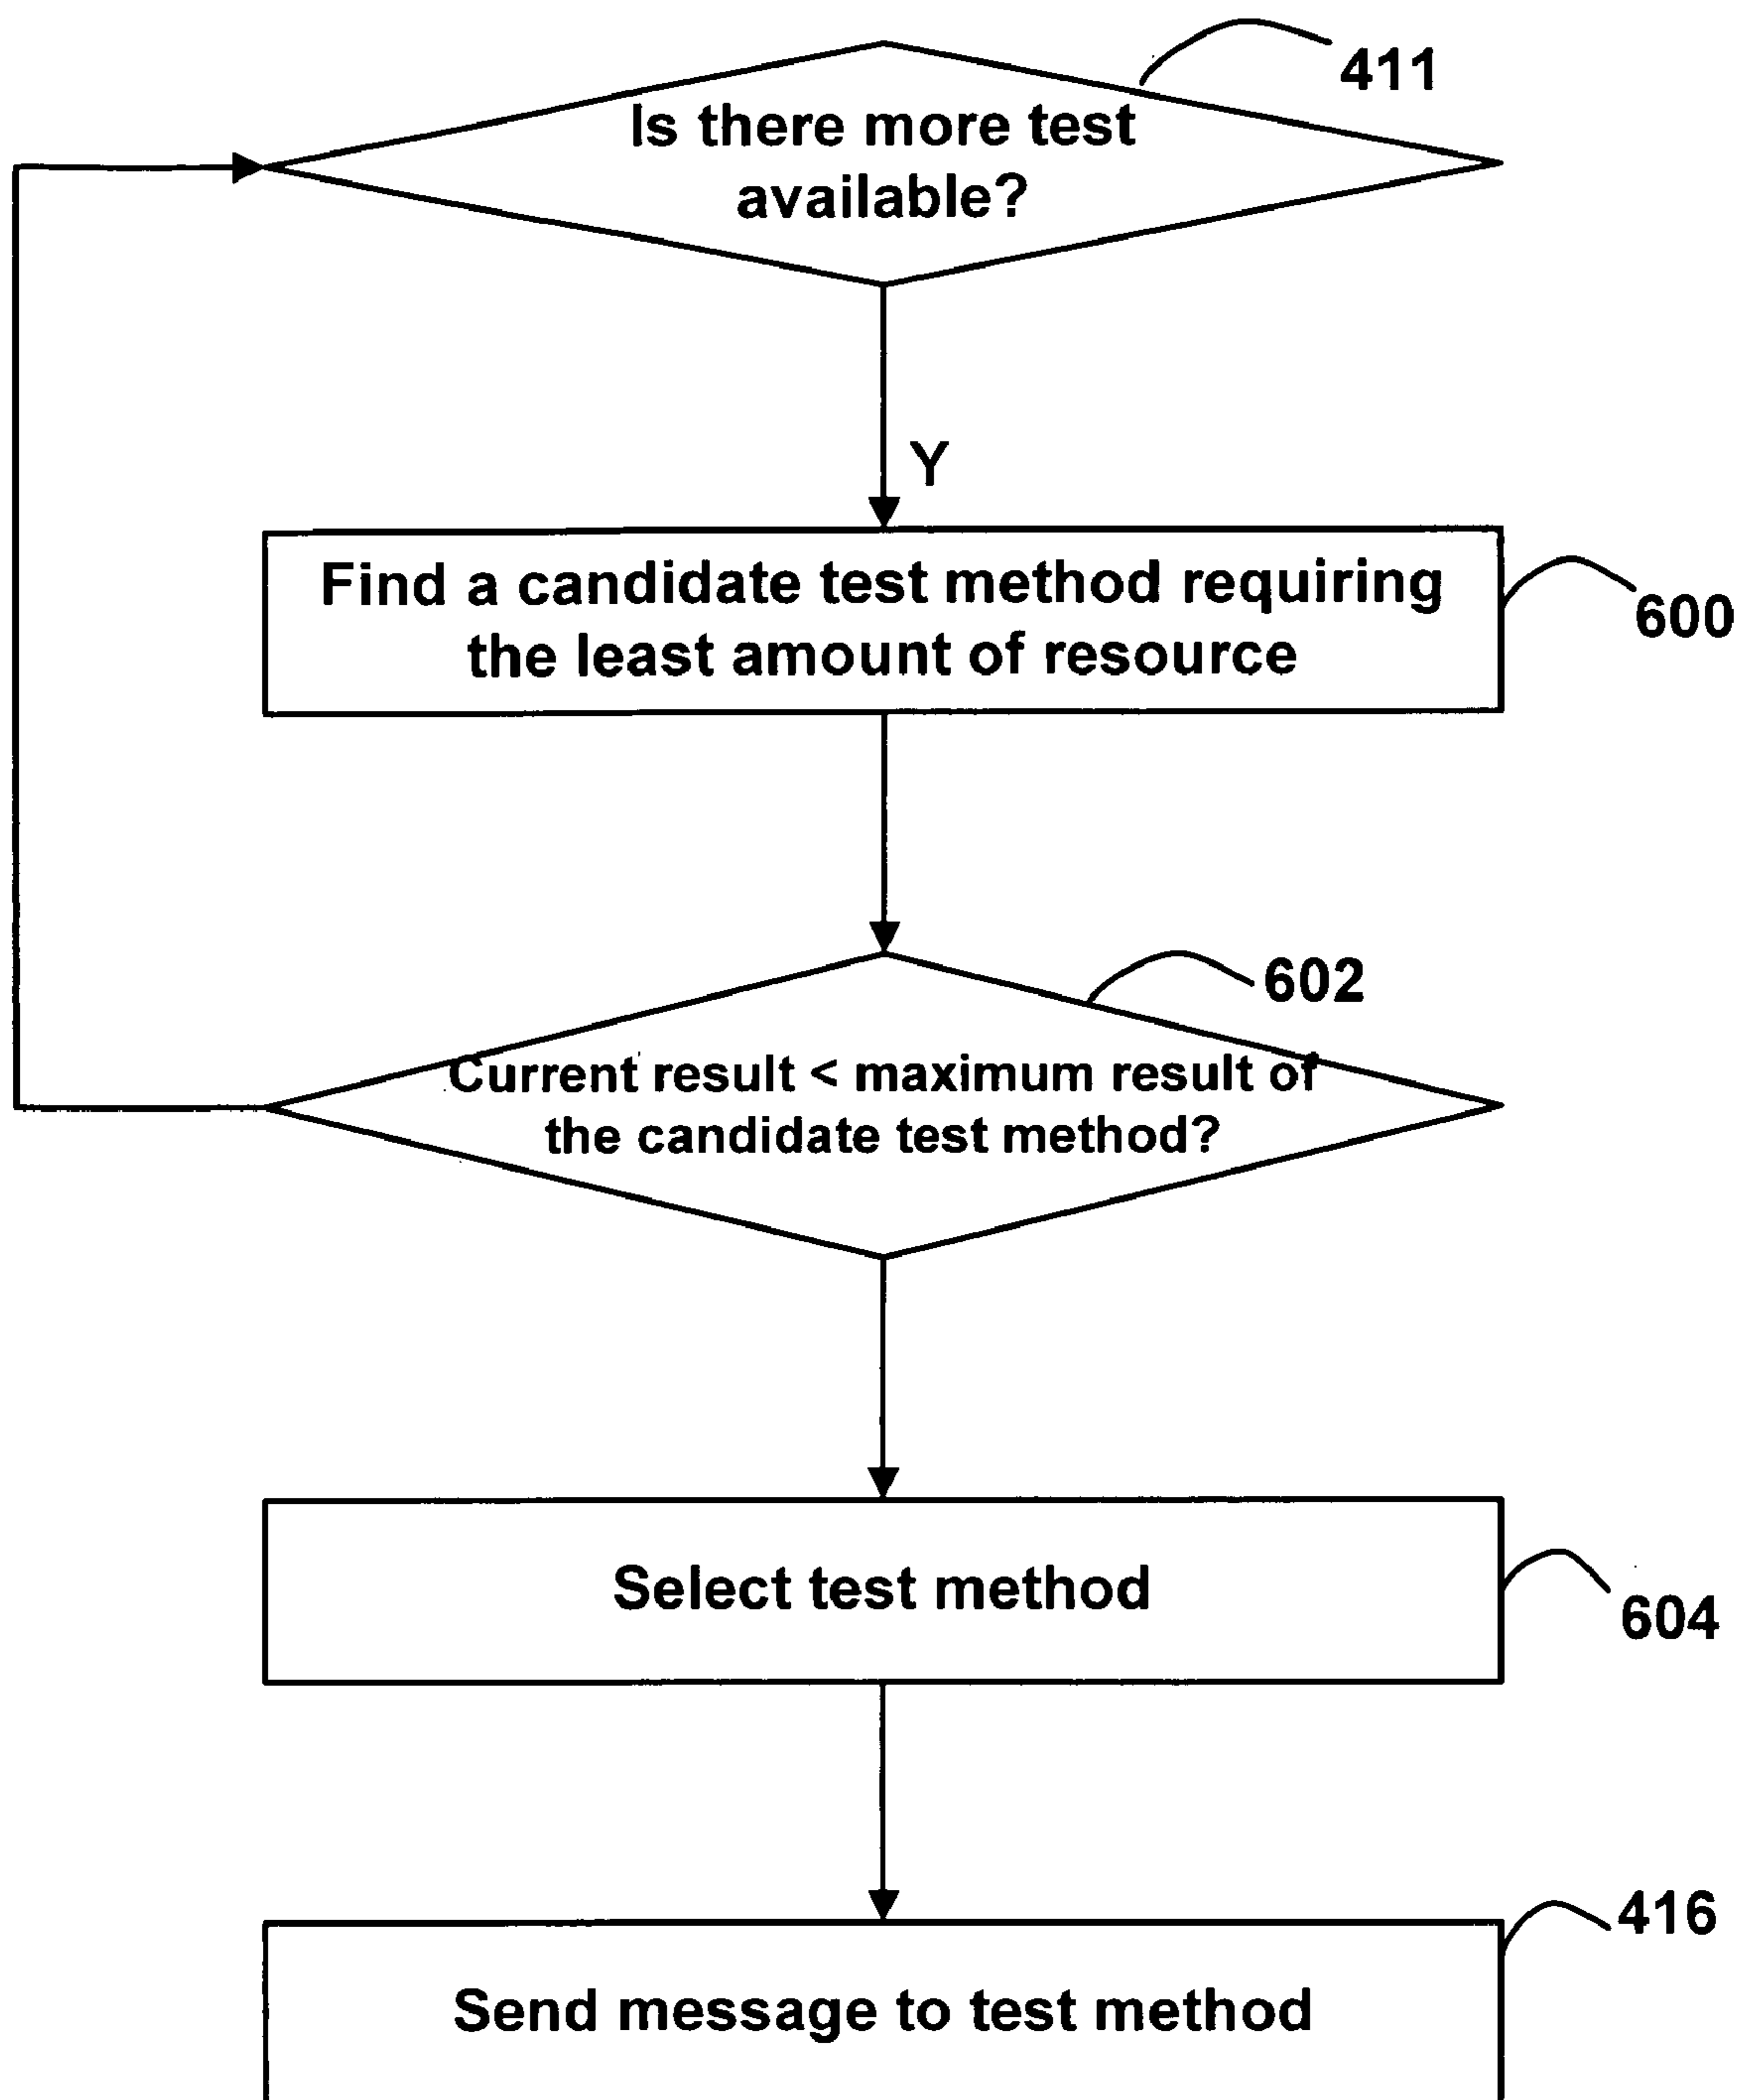 411
Is there more test
available?
Y
Find a candidate test method requiring
the least amount of resource
600
602
Current result < maximum result of
the candidate test method?
Select test method
604
416
Send message to test method